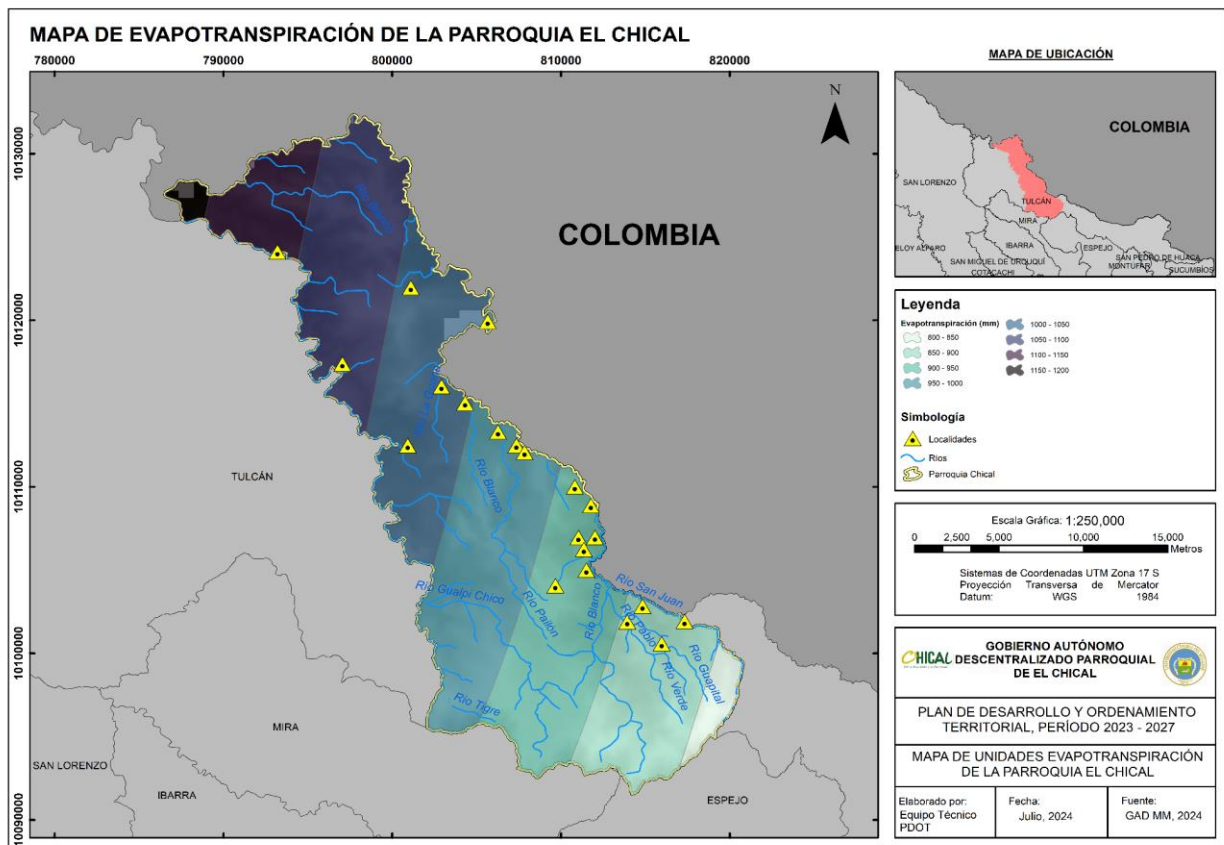 MAPA DE EVAPOTRANSPIRACIÓN DE LA PARROQUIA EL CHICAL
780000
790000
800000
810000
820000
10130000
10120000
10110000
10100000
10090000
N
COLOMBIA
TULCÁN
MIRA
SAN LORENZO
IBARRA
ESPEJO
Río Blanco
Río Gualpi Chico
Río Pailón
Río Blanco
Río San Juan
Río Pablo
Río Verde
Río Guapital
Río Tigre
MAPA DE UBICACIÓN
COLOMBIA
SAN LORENZO
TULCÁN
MIRA
ELOY ALFARO
IBARRA
ESPEJO
SAN PEDRO DE HUACA
SAN MIGUEL DE URCUQUÍ
MONTUFAR
COTACACHI
SUCUMBÍOS
Leyenda
Evapotranspiración (mm)
800 - 850
850 - 900
900 - 950
950 - 1000
1000 - 1050
1050 - 1100
1100 - 1150
1150 - 1200
Simbología
Localidades
Ríos
Parroquia Chical
Escala Gráfica: 1:250,000
0 2,500 5,000 10,000 15,000
Metros
Sistemas de Coordenadas UTM Zona 17 S
Proyección Transversa de Mercator
Datum: WGS 1984
CHICAL
GOBIERNO AUTÓNOMO
DESCENTRALIZADO PARROQUIAL
DE EL CHICAL
PLAN DE DESARROLLO Y ORDENAMIENTO
TERRITORIAL, PERÍODO 2023 - 2027
MAPA DE UNIDADES EVAPOTRANSPIRACIÓN
DE LA PARROQUIA EL CHICAL
Elaborado por:
Equipo Técnico
PDOT
Fecha:
Julio, 2024
Fuente:
GAD MM, 2024